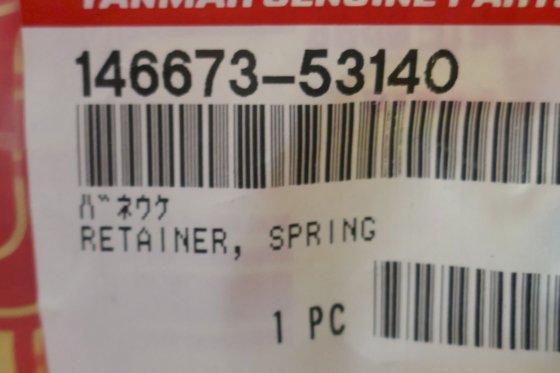 YANMAR GENUINE PARTS
146673-53140
バネウケ
RETAINER, SPRING
1 PC